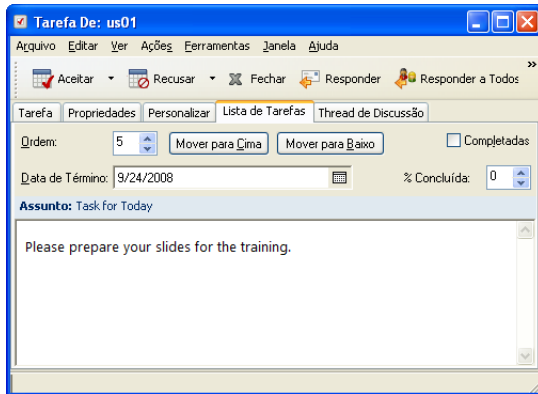 Tarefa De: us01
Arquivo Editar Ver Ações Ferramentas Janela Ajuda
Aceitar Recusar Fechar Responder Responder a Todos »
Tarefa Propriedades Personalizar Lista de Tarefas Thread de Discussão
Ordem: 5 Mover para Cima Mover para Baixo Completadas
Data de Término: 9/24/2008 % Concluída: 0
Assunto: Task for Today
Please prepare your slides for the training.